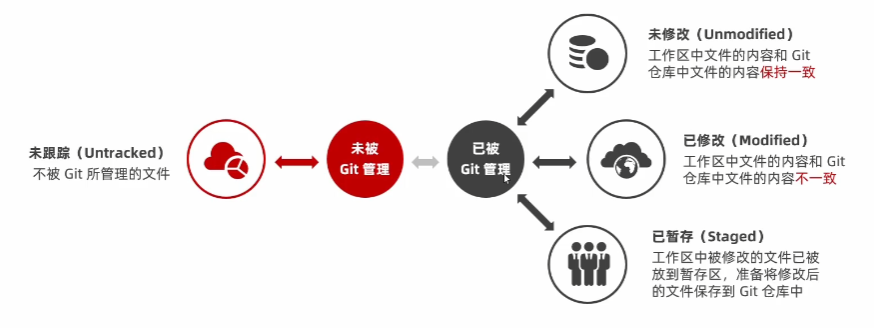 未修改（Unmodified）
工作区中文件的内容和 Git
仓库中文件的内容保持一致
未跟踪（Untracked）
不被 Git 所管理的文件
未被
Git 管理
已被
Git 管理
已修改（Modified）
工作区中文件的内容和 Git
仓库中文件的内容不一致
已暂存（Staged）
工作区中被修改的文件已被
放到暂存区，准备将修改后
的文件保存到 Git 仓库中